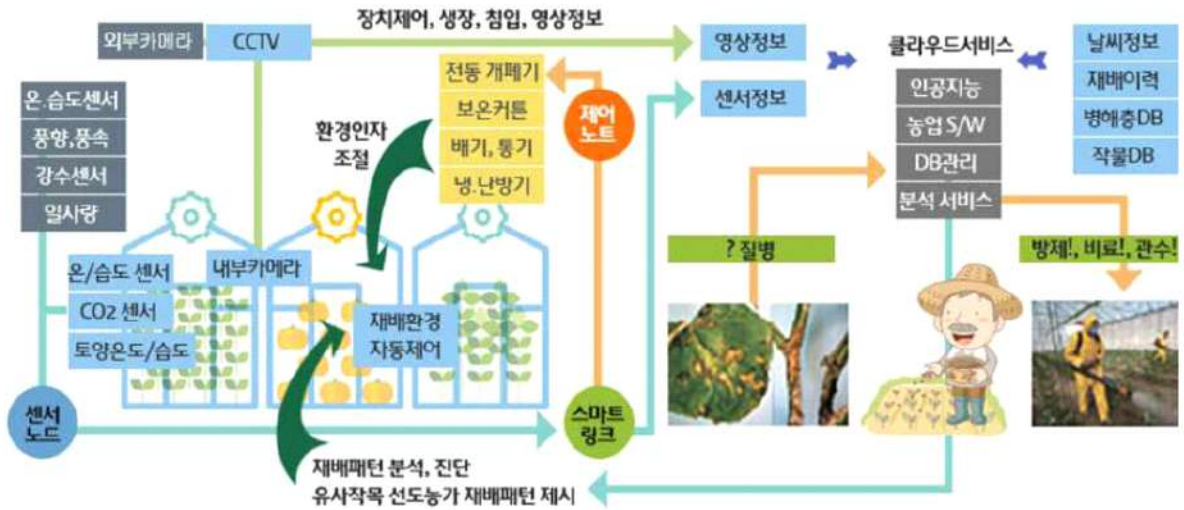 장치제어, 생장, 침입, 영상정보
외부카메라
CCTV
영상정보
센서정보
클라우드서비스
인공지능
농업 S/W
DB관리
분석 서비스
날씨정보
재배이력
병해충DB
작물DB
온.습도센서
풍향,풍속
강수센서
일사량
환경인자
조절
전동 개폐기
보온커튼
배기, 통기
냉.난방기
제어
노트
온/습도 센서
CO2 센서
토양온도/습도
내부카메라
재배환경
자동제어
? 질병
방제!, 비료!, 관수!
센서
노드
스마트
링크
재배패턴 분석, 진단
유사작목 선도농가 재배패턴 제시